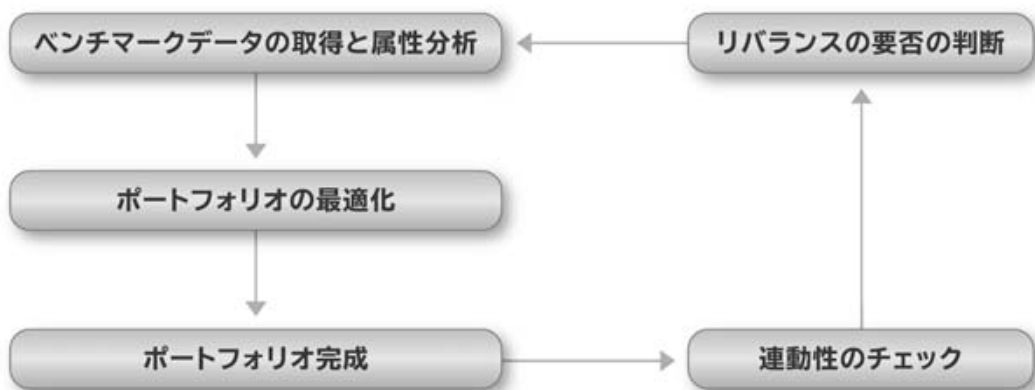 ベンチマークデータの取得と属性分析
リバランスの要否の判断
ポートフォリオの最適化
ポートフォリオ完成
連動性のチェック